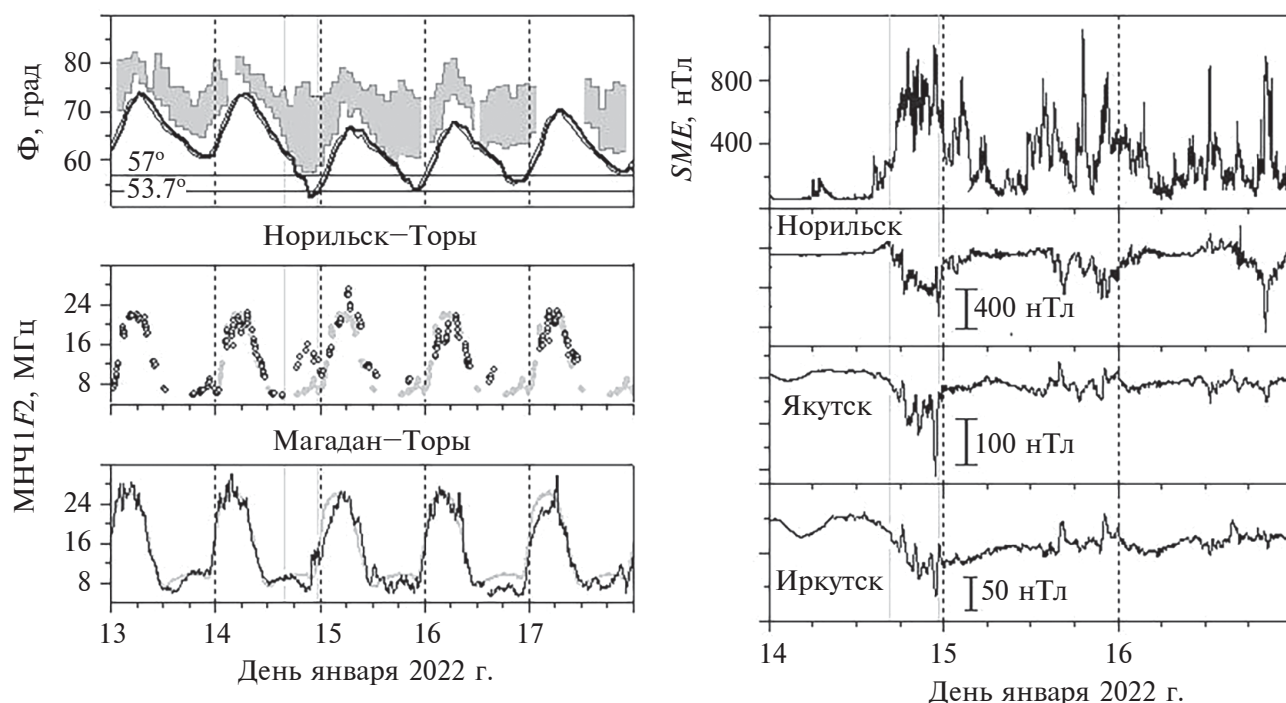 Ф, град
80
70
60
57°
53.7°
Норильск−Торы
МНЧ1F2, МГц
24
16
8
Магадан−Торы
24
16
8
13 14 15 16 17
День января 2022 г.
SME, нТл
800
400
Норильск
400 нТл
Якутск
100 нТл
Иркутск
50 нТл
14 15 16
День января 2022 г.